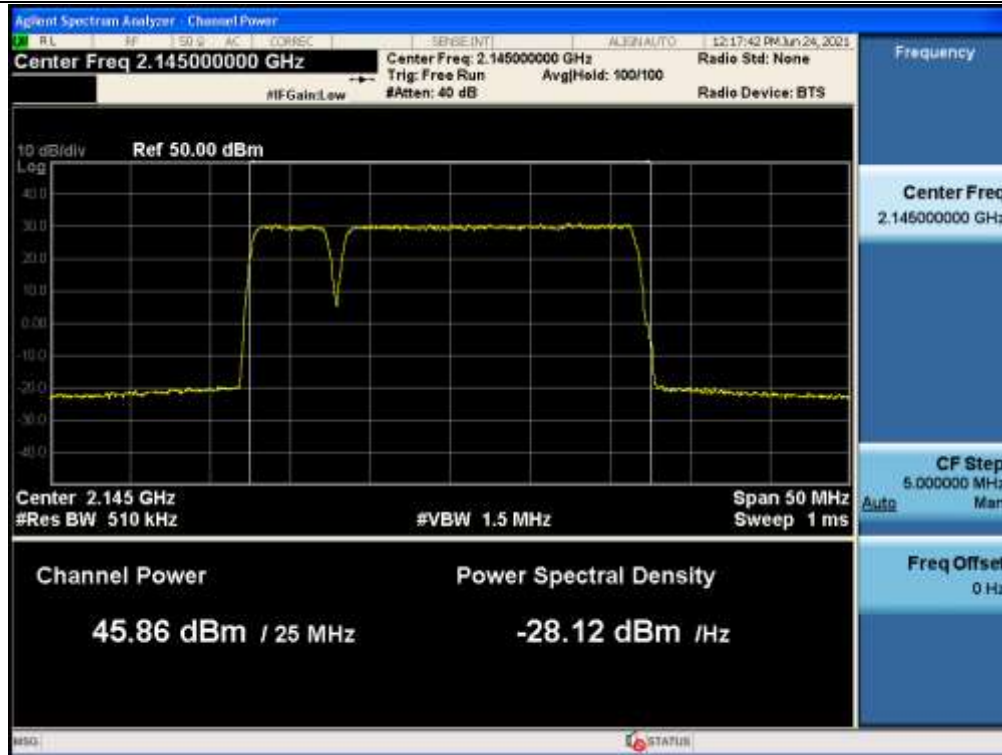 Agilent Spectrum Analyzer - Channel Power
RL RF 50 Ω AC CORREC SENSE:INT ALIGN AUTO 12:17:42 PM Jun 24, 2021
Center Freq 2.145000000 GHz
Center Freq: 2.145000000 GHz
Radio Std: None
Trig: Free Run Avg|Hold: 100/100
#IFGain:Low #Atten: 40 dB
Radio Device: BTS
10 dB/div Ref 50.00 dBm
Log
40.0
30.0
20.0
10.0
0.00
-10.0
-20.0
-30.0
-40.0
Center 2.145 GHz
Span 50 MHz
#Res BW 510 kHz
#VBW 1.5 MHz
Sweep 1 ms
Channel Power
Power Spectral Density
45.86 dBm / 25 MHz
-28.12 dBm /Hz
MSG
STATUS
Frequency
Center Freq
2.145000000 GHz
CF Step
5.000000 MHz
Auto Man
Freq Offset
0 Hz